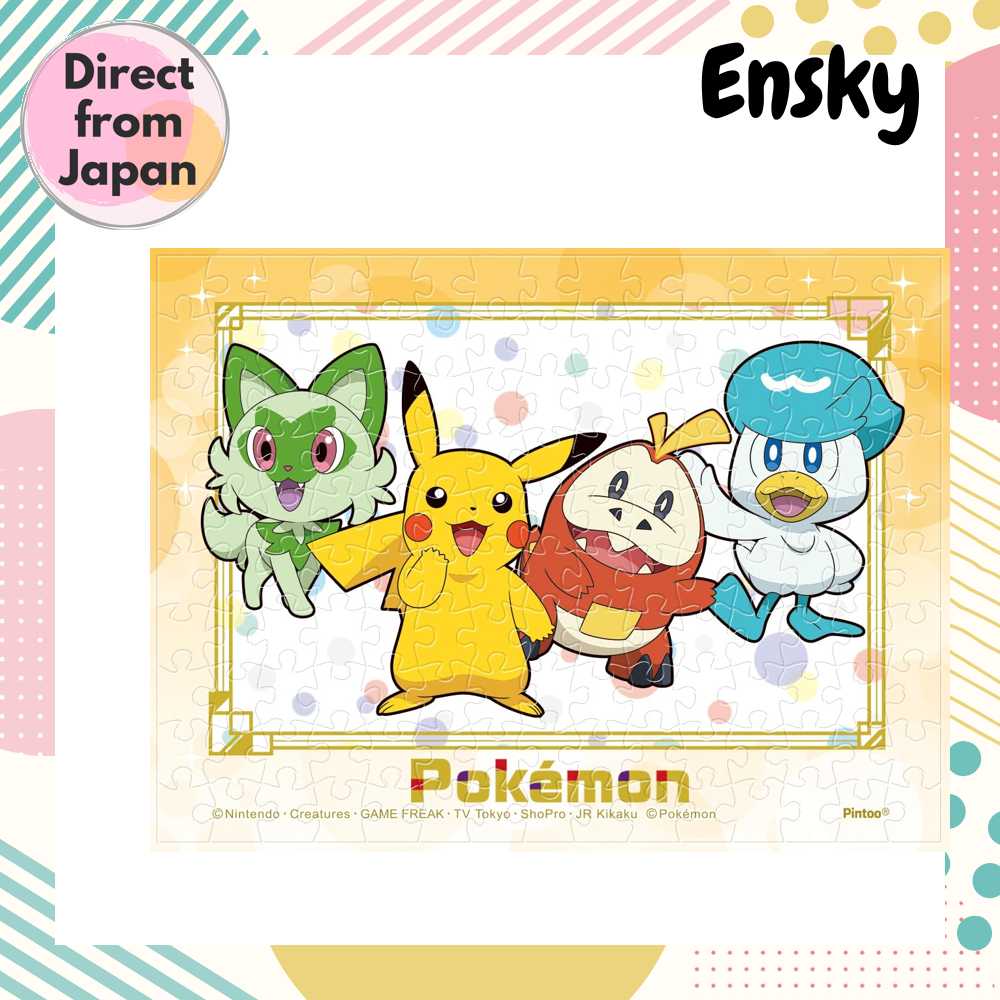 Direct
from
Japan
Ensky
Pokémon
©Nintendo・Creatures・GAME FREAK・TV Tokyo・ShoPro・JR Kikaku ©Pokémon
Pintoo®